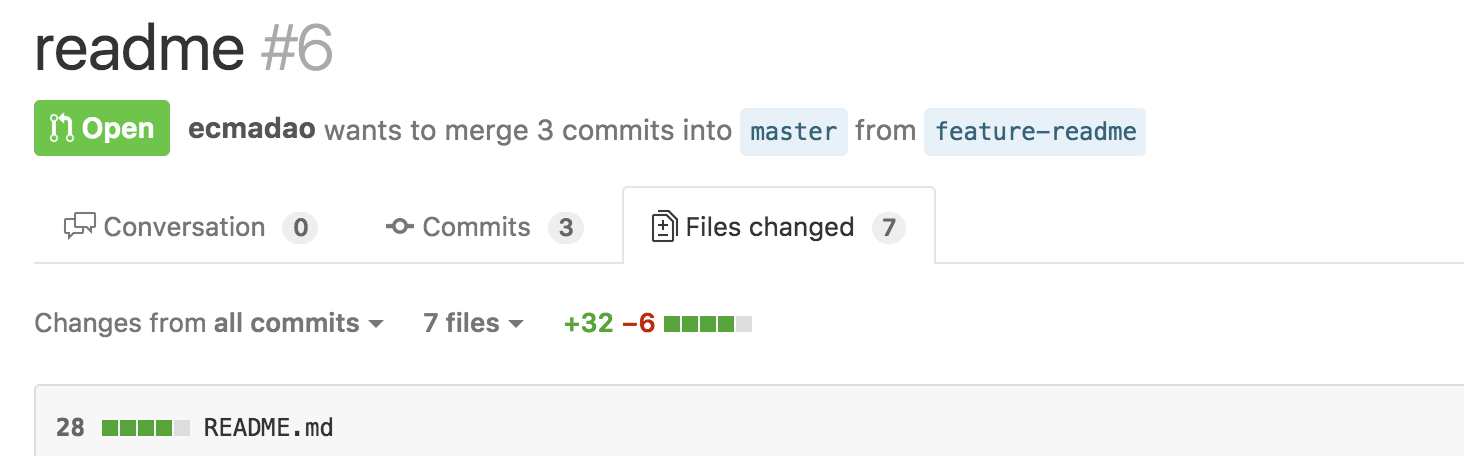 readme #6
Open ecmadao wants to merge 3 commits into master from feature-readme
Conversation 0 Commits 3 Files changed 7
Changes from all commits 7 files +32 −6
28 README.md